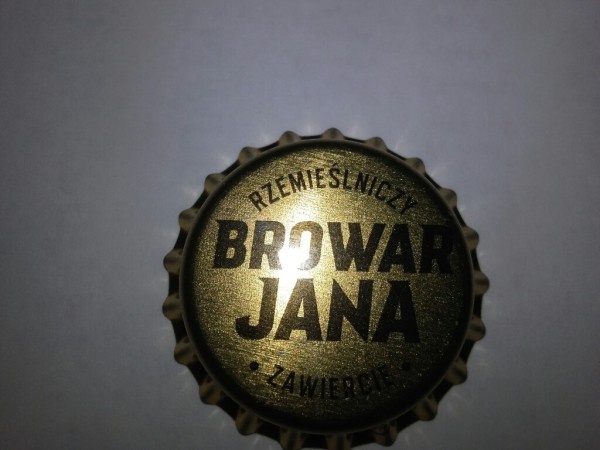 RZEMIEŚLNICZY
BROWAR
JANA
• ZAWIERCIE •